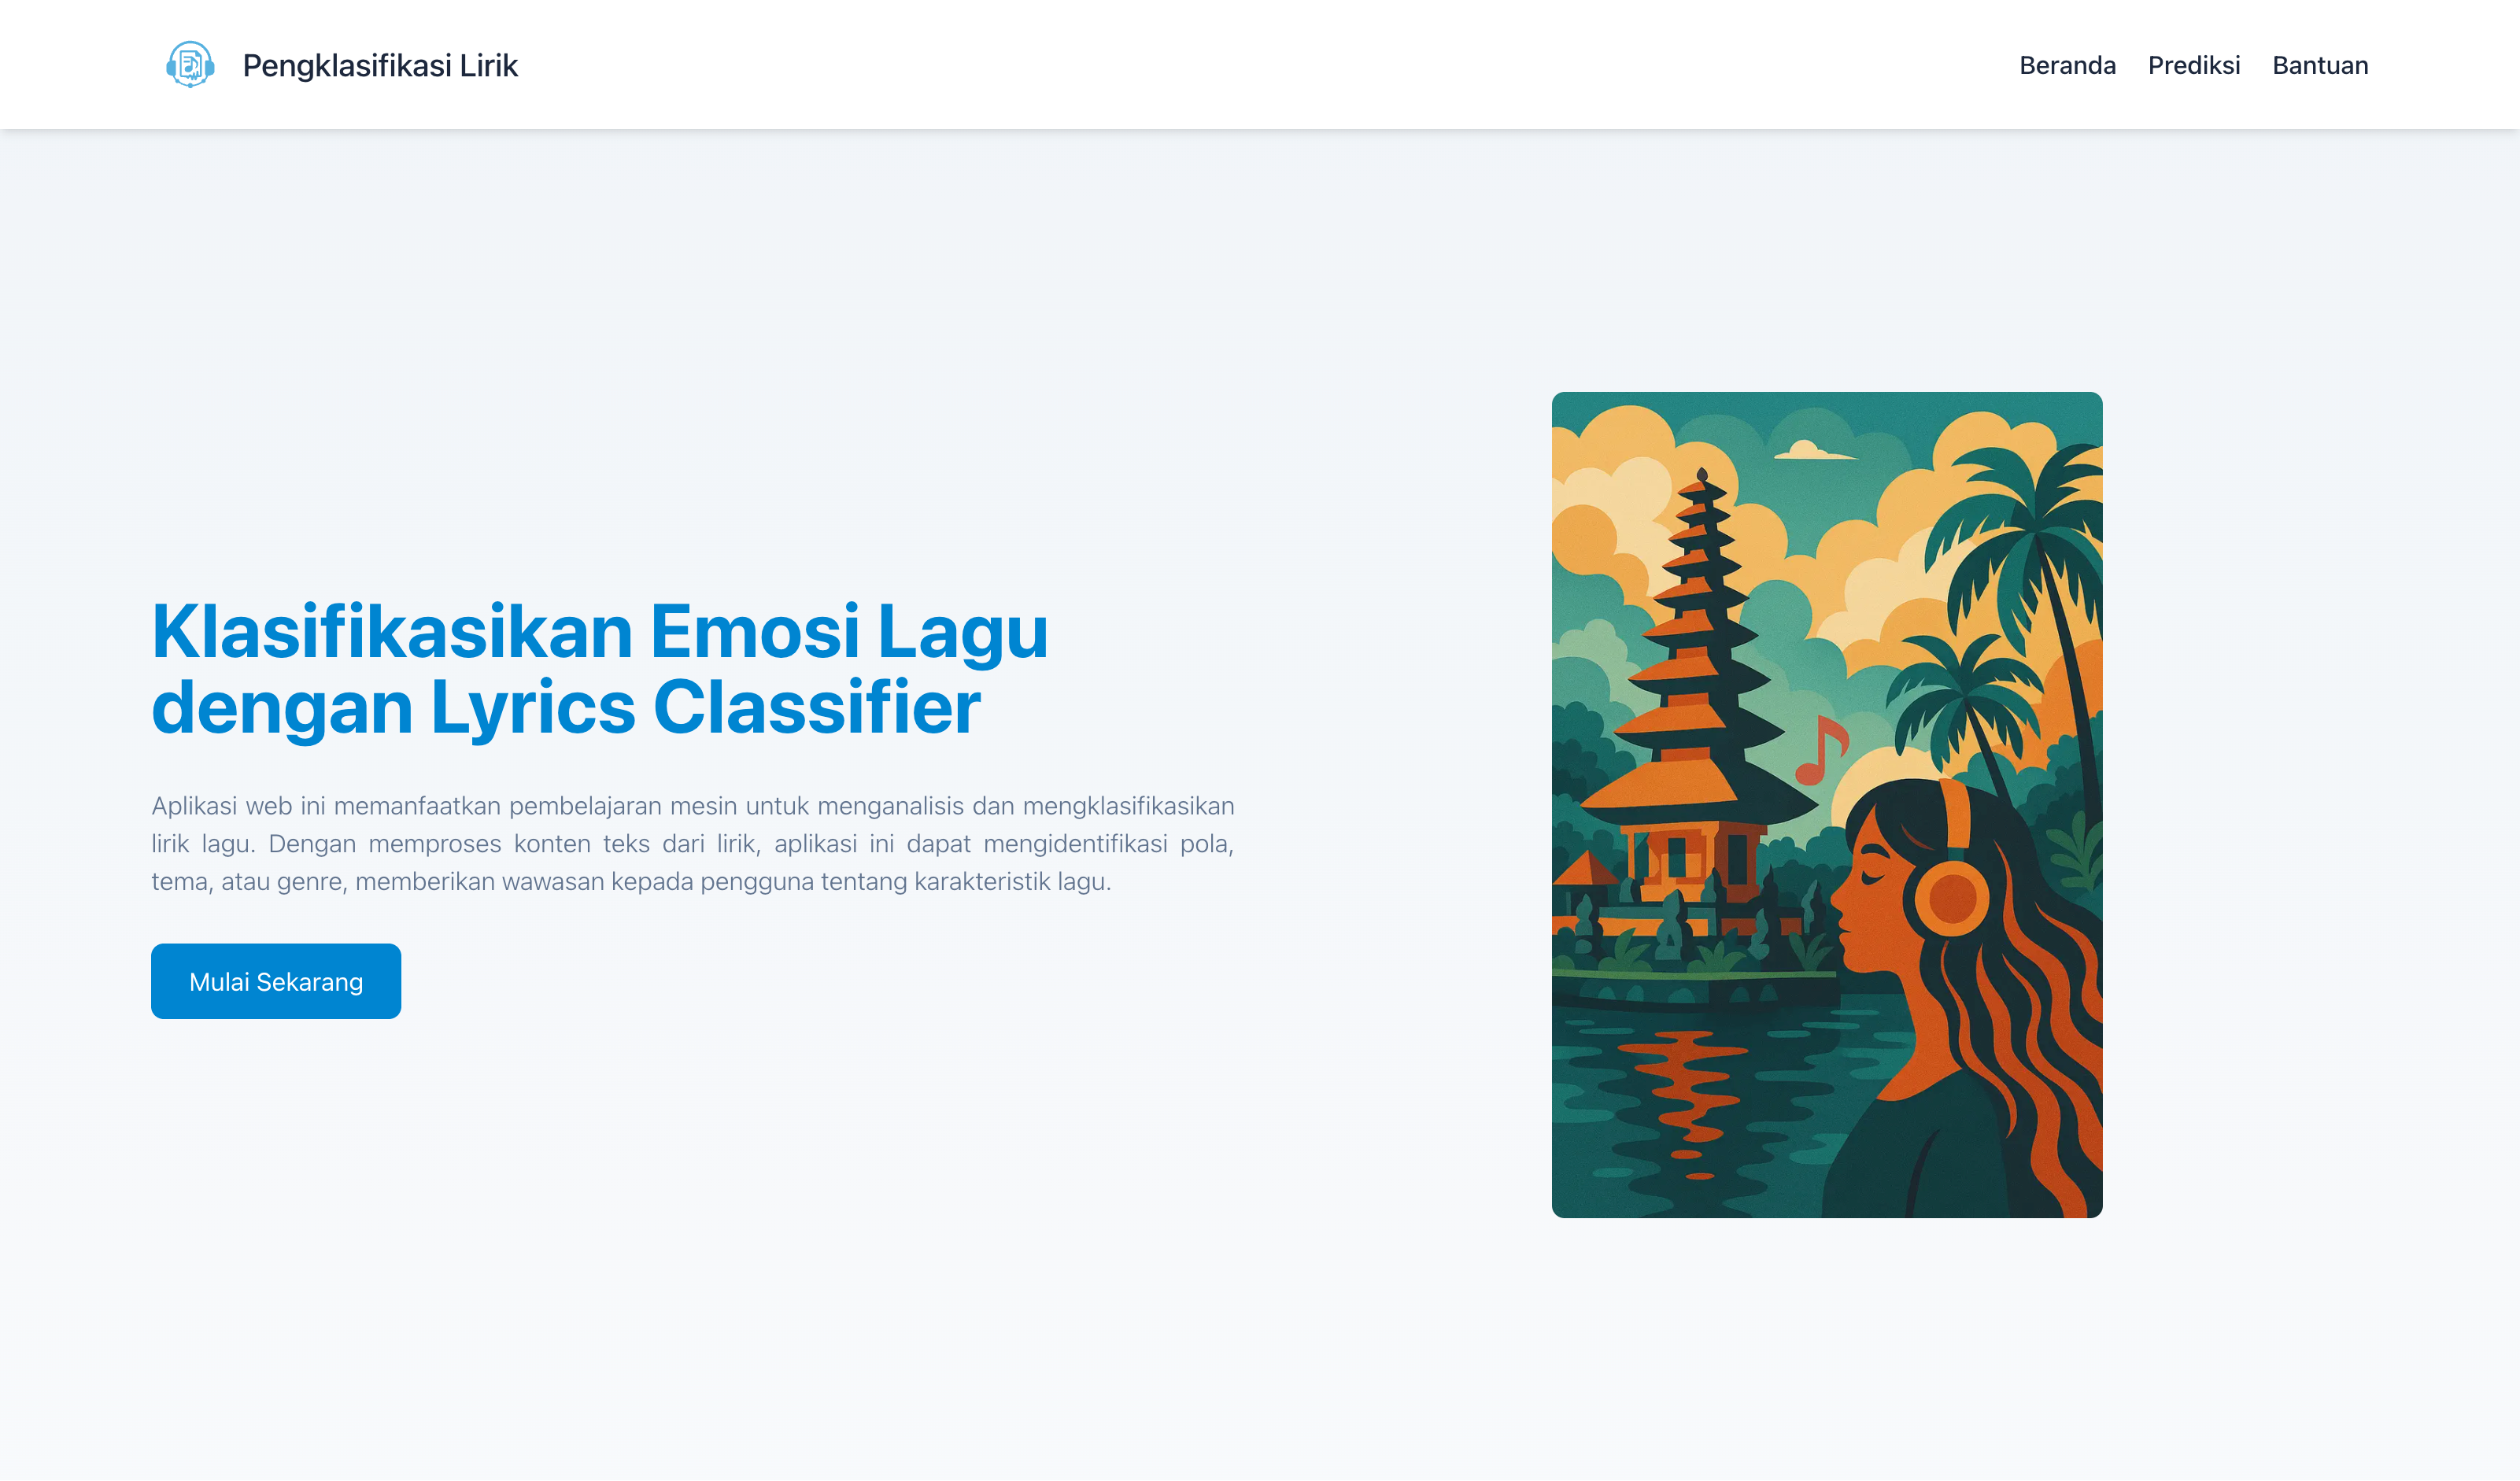 Pengklasifikasi Lirik
Beranda Prediksi Bantuan
Klasifikasikan Emosi Lagu
dengan Lyrics Classifier
Aplikasi web ini memanfaatkan pembelajaran mesin untuk menganalisis dan mengklasifikasikan
lirik lagu. Dengan memproses konten teks dari lirik, aplikasi ini dapat mengidentifikasi pola,
tema, atau genre, memberikan wawasan kepada pengguna tentang karakteristik lagu.
Mulai Sekarang